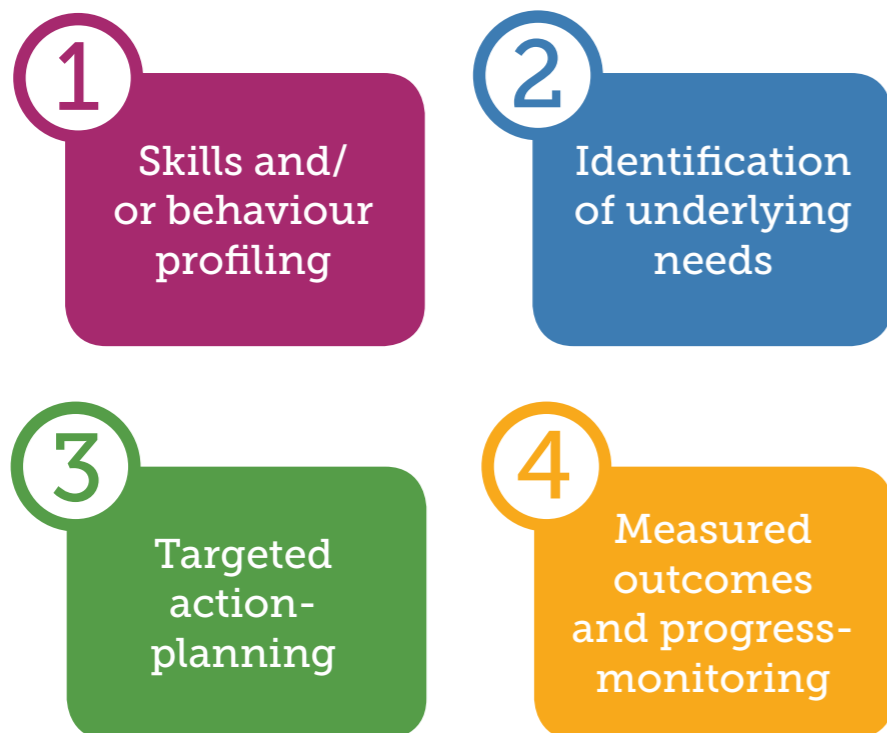 1
Skills and/
or behaviour
profiling
2
Identification
of underlying
needs
3
Targeted
action-
planning
4
Measured
outcomes
and progress-
monitoring